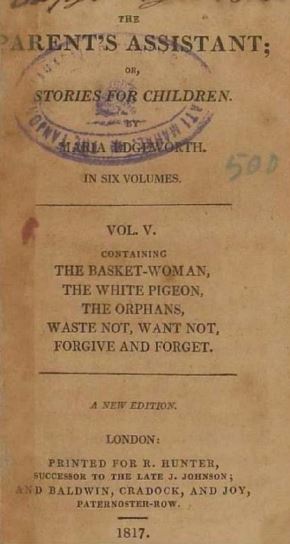 THE
PARENT'S ASSISTANT;
OR,
STORIES FOR CHILDREN.
BY
MARIA EDGEWORTH.
500
IN SIX VOLUMES.
VOL. V.
CONTAINING
THE BASKET-WOMAN,
THE WHITE PIGEON,
THE ORPHANS,
WASTE NOT, WANT NOT,
FORGIVE AND FORGET.
A NEW EDITION.
LONDON:
PRINTED FOR R. HUNTER,
SUCCESSOR TO THE LATE J. JOHNSON;
AND BALDWIN, CRADOCK, AND JOY,
PATERNOSTER-ROW.
1817.